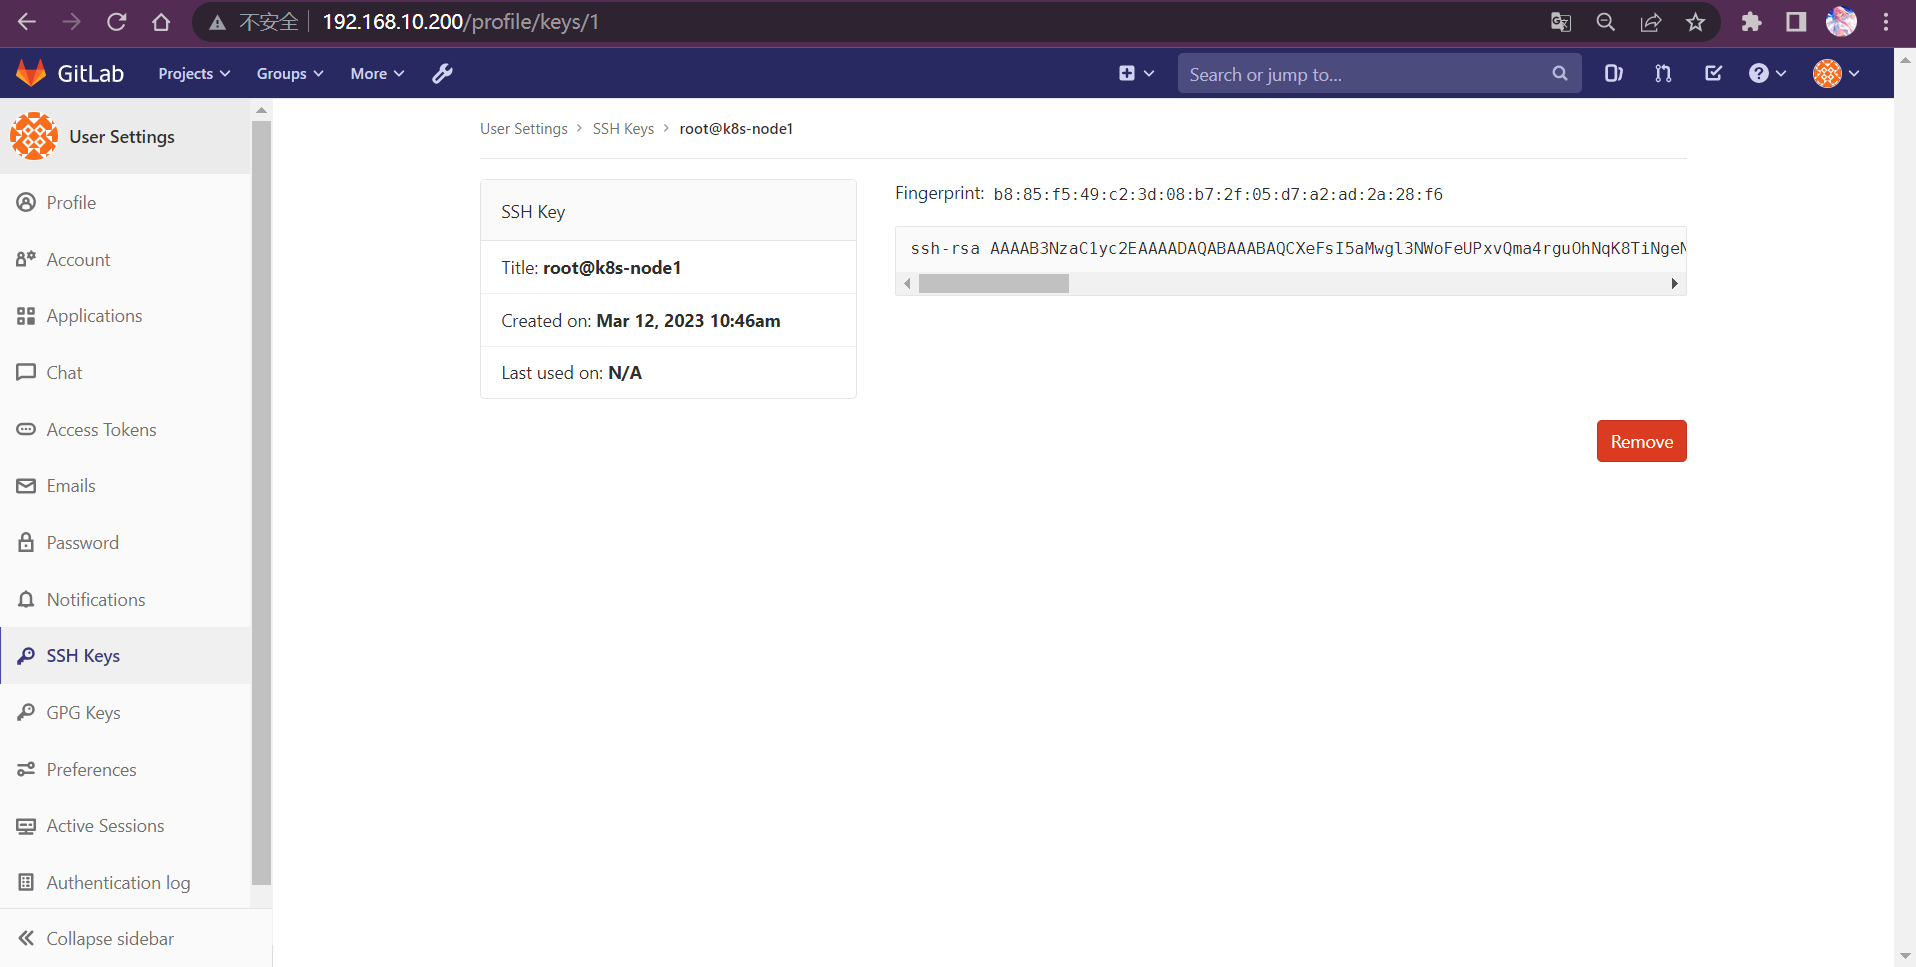 不安全 192.168.10.200/profile/keys/1
GitLab Projects Groups More Search or jump to...
User Settings
Profile
Account
Applications
Chat
Access Tokens
Emails
Password
Notifications
SSH Keys
GPG Keys
Preferences
Active Sessions
Authentication log
Collapse sidebar
User Settings > SSH Keys > root@k8s-node1
SSH Key
Title: root@k8s-node1
Created on: Mar 12, 2023 10:46am
Last used on: N/A
Fingerprint: b8:85:f5:49:c2:3d:08:b7:2f:05:d7:a2:ad:2a:28:f6
ssh-rsa AAAAB3NzaC1yc2EAAAADAQABAAABAQCXeFsI5aMwgl3NWoFeUPxvQma4rguOhNqK8TiNgeN
Remove